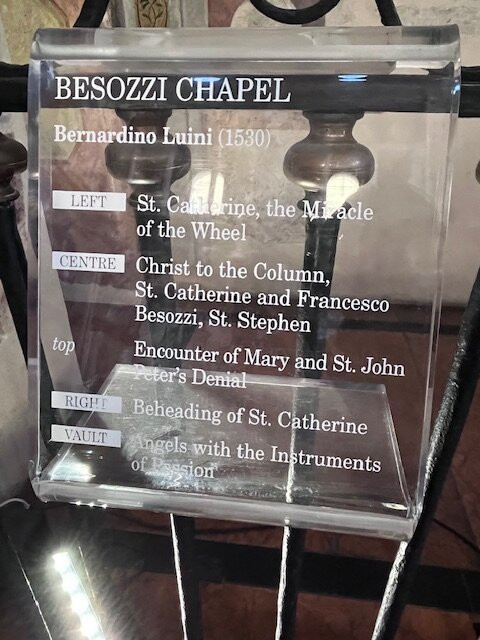 BESOZZI CHAPEL
Bernardino Luini (1530)
LEFT St. Catherine, the Miracle
of the Wheel
CENTRE Christ to the Column,
St. Catherine and Francesco
Besozzi, St. Stephen
top Encounter of Mary and St. John
Peter's Denial
RIGHT Beheading of St. Catherine
VAULT Angels with the Instruments
of Passion